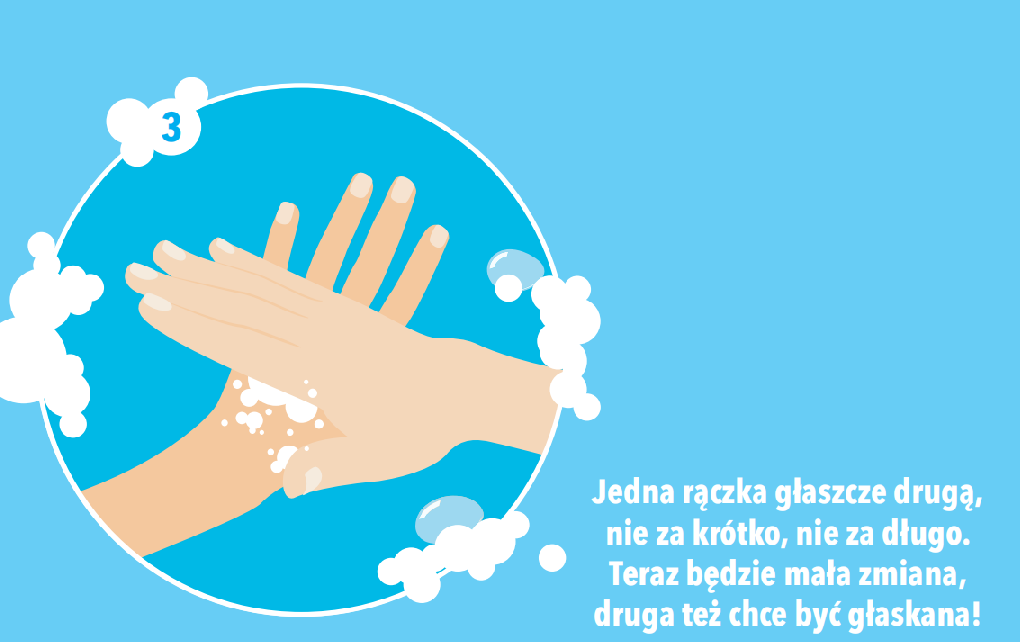 3
Jedna rączka głaszcze drugą,
nie za krótko, nie za długo.
Teraz będzie mała zmiana,
druga też chce być głaskana!